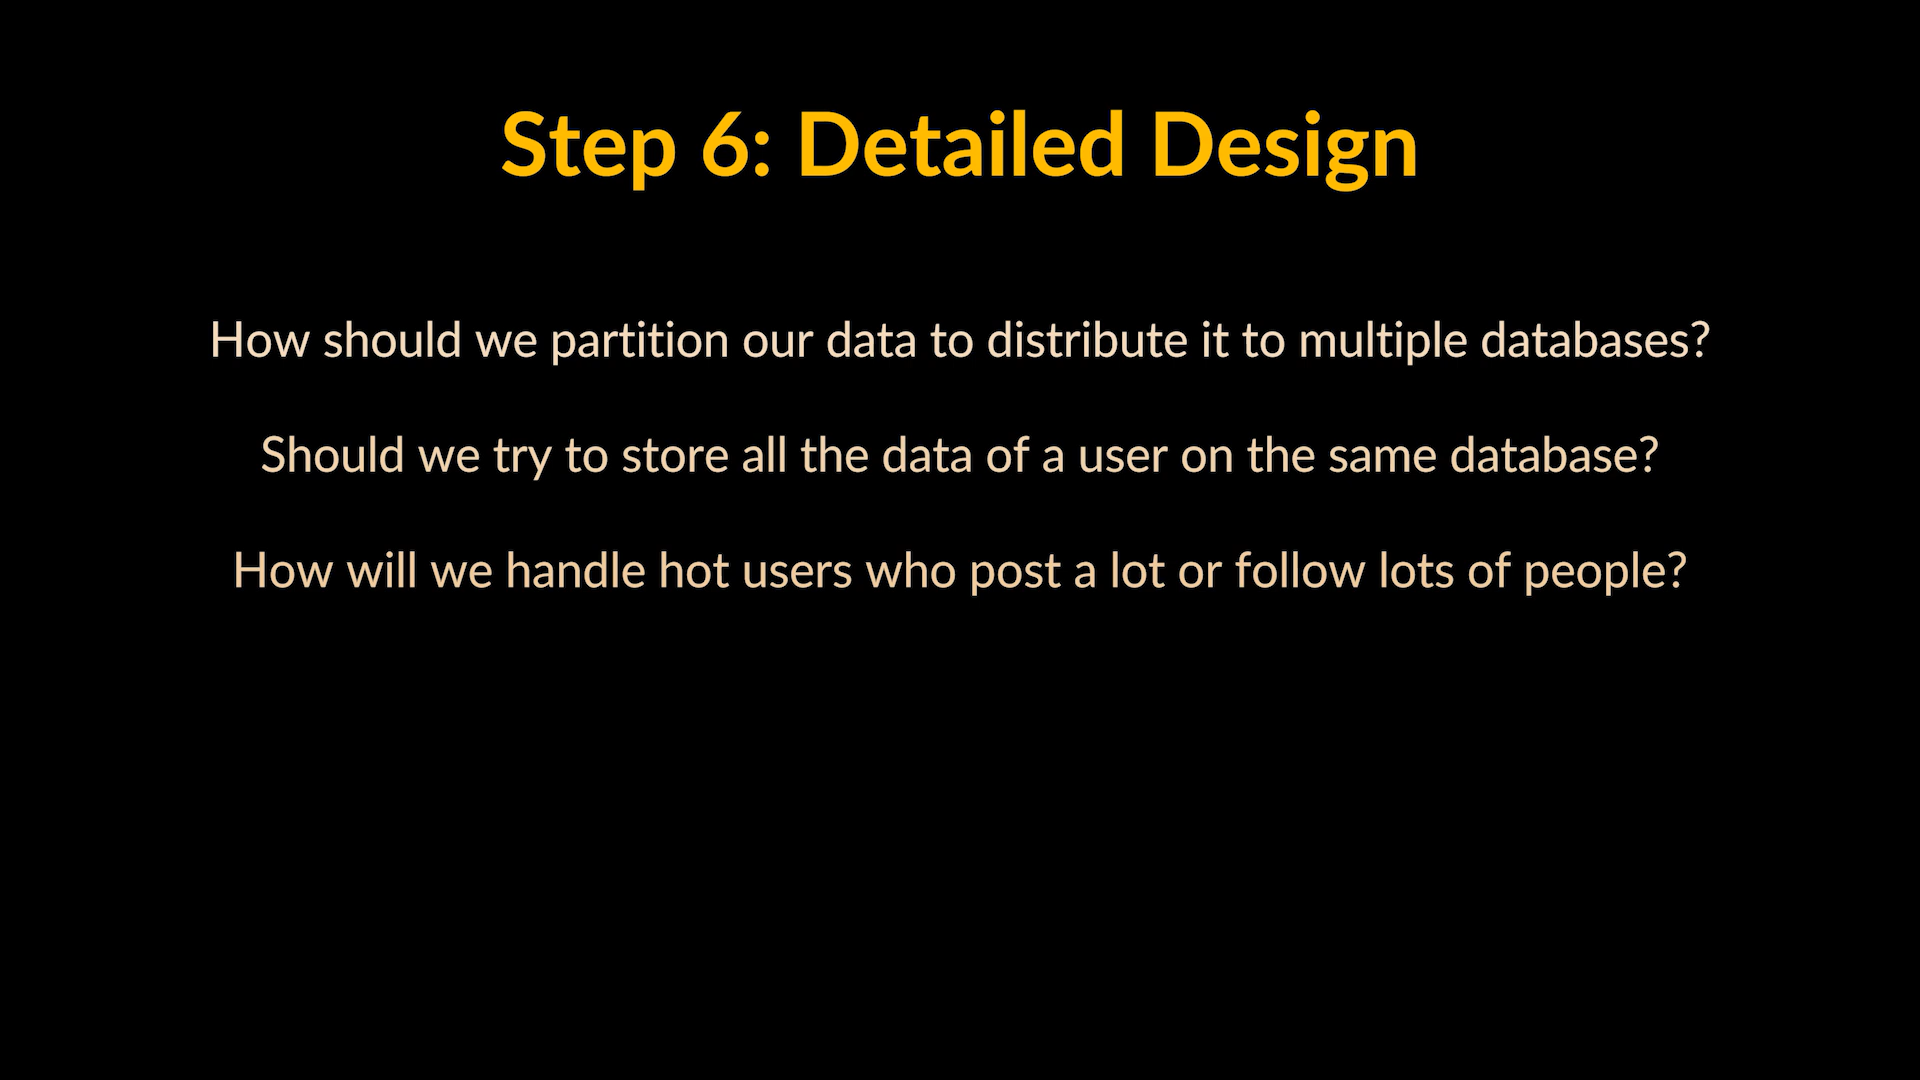 Step 6: Detailed Design
How should we partition our data to distribute it to multiple databases?
Should we try to store all the data of a user on the same database?
How will we handle hot users who post a lot or follow lots of people?